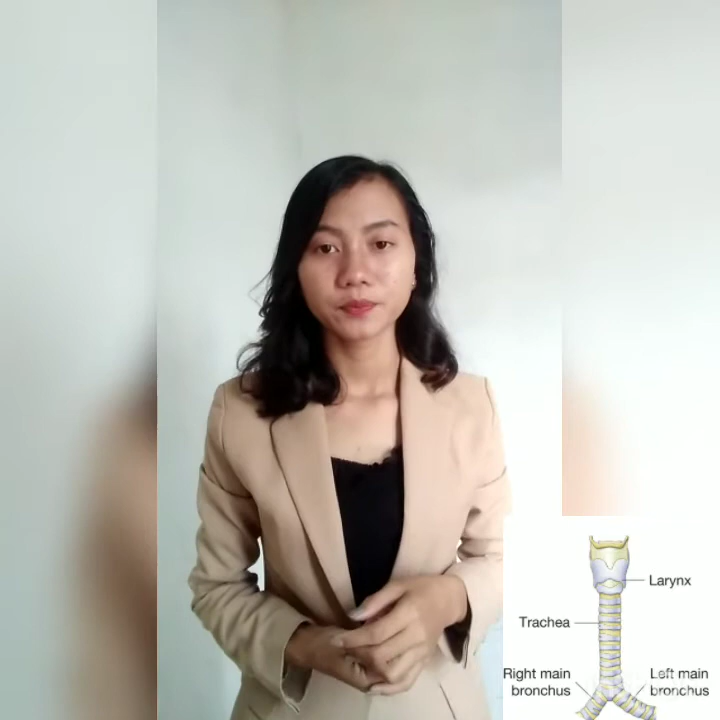 Larynx
Trachea
Right main
bronchus
Left main
bronchus